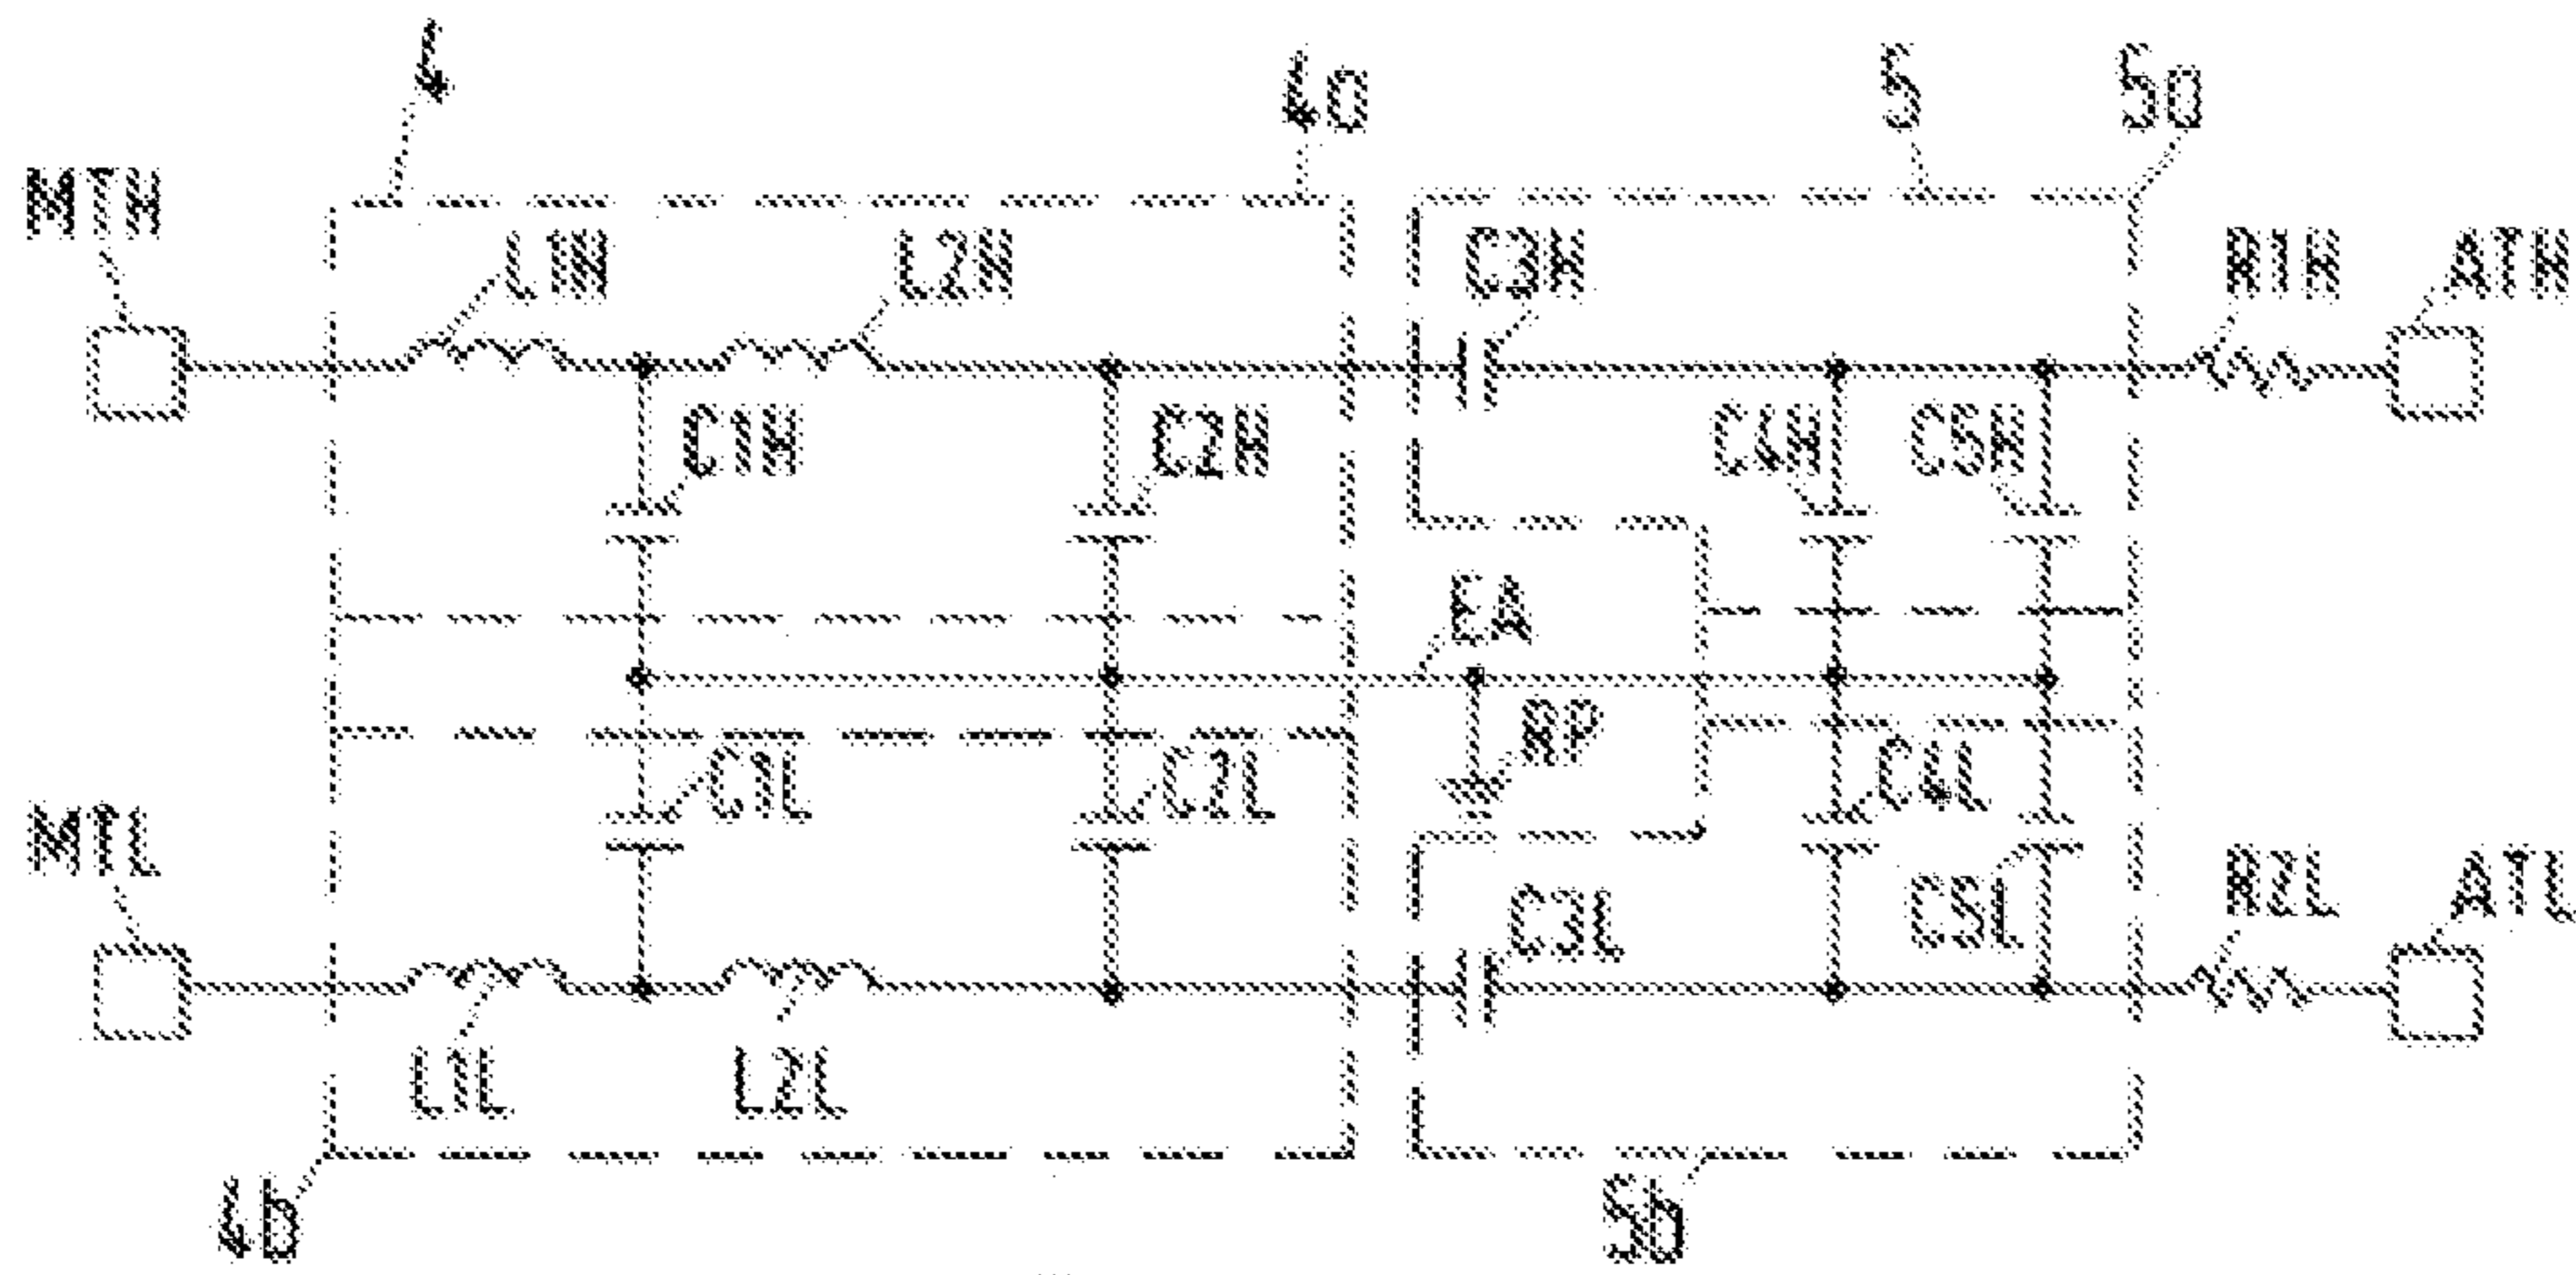 4 4a 5 5a
MTH L1H L2H C3H R1H ATH
C1H C2H C4H C5H
EA
RP
MTL C1L C2L C4L
C3L C5L R2L ATL
L1L L2L
4b 5b